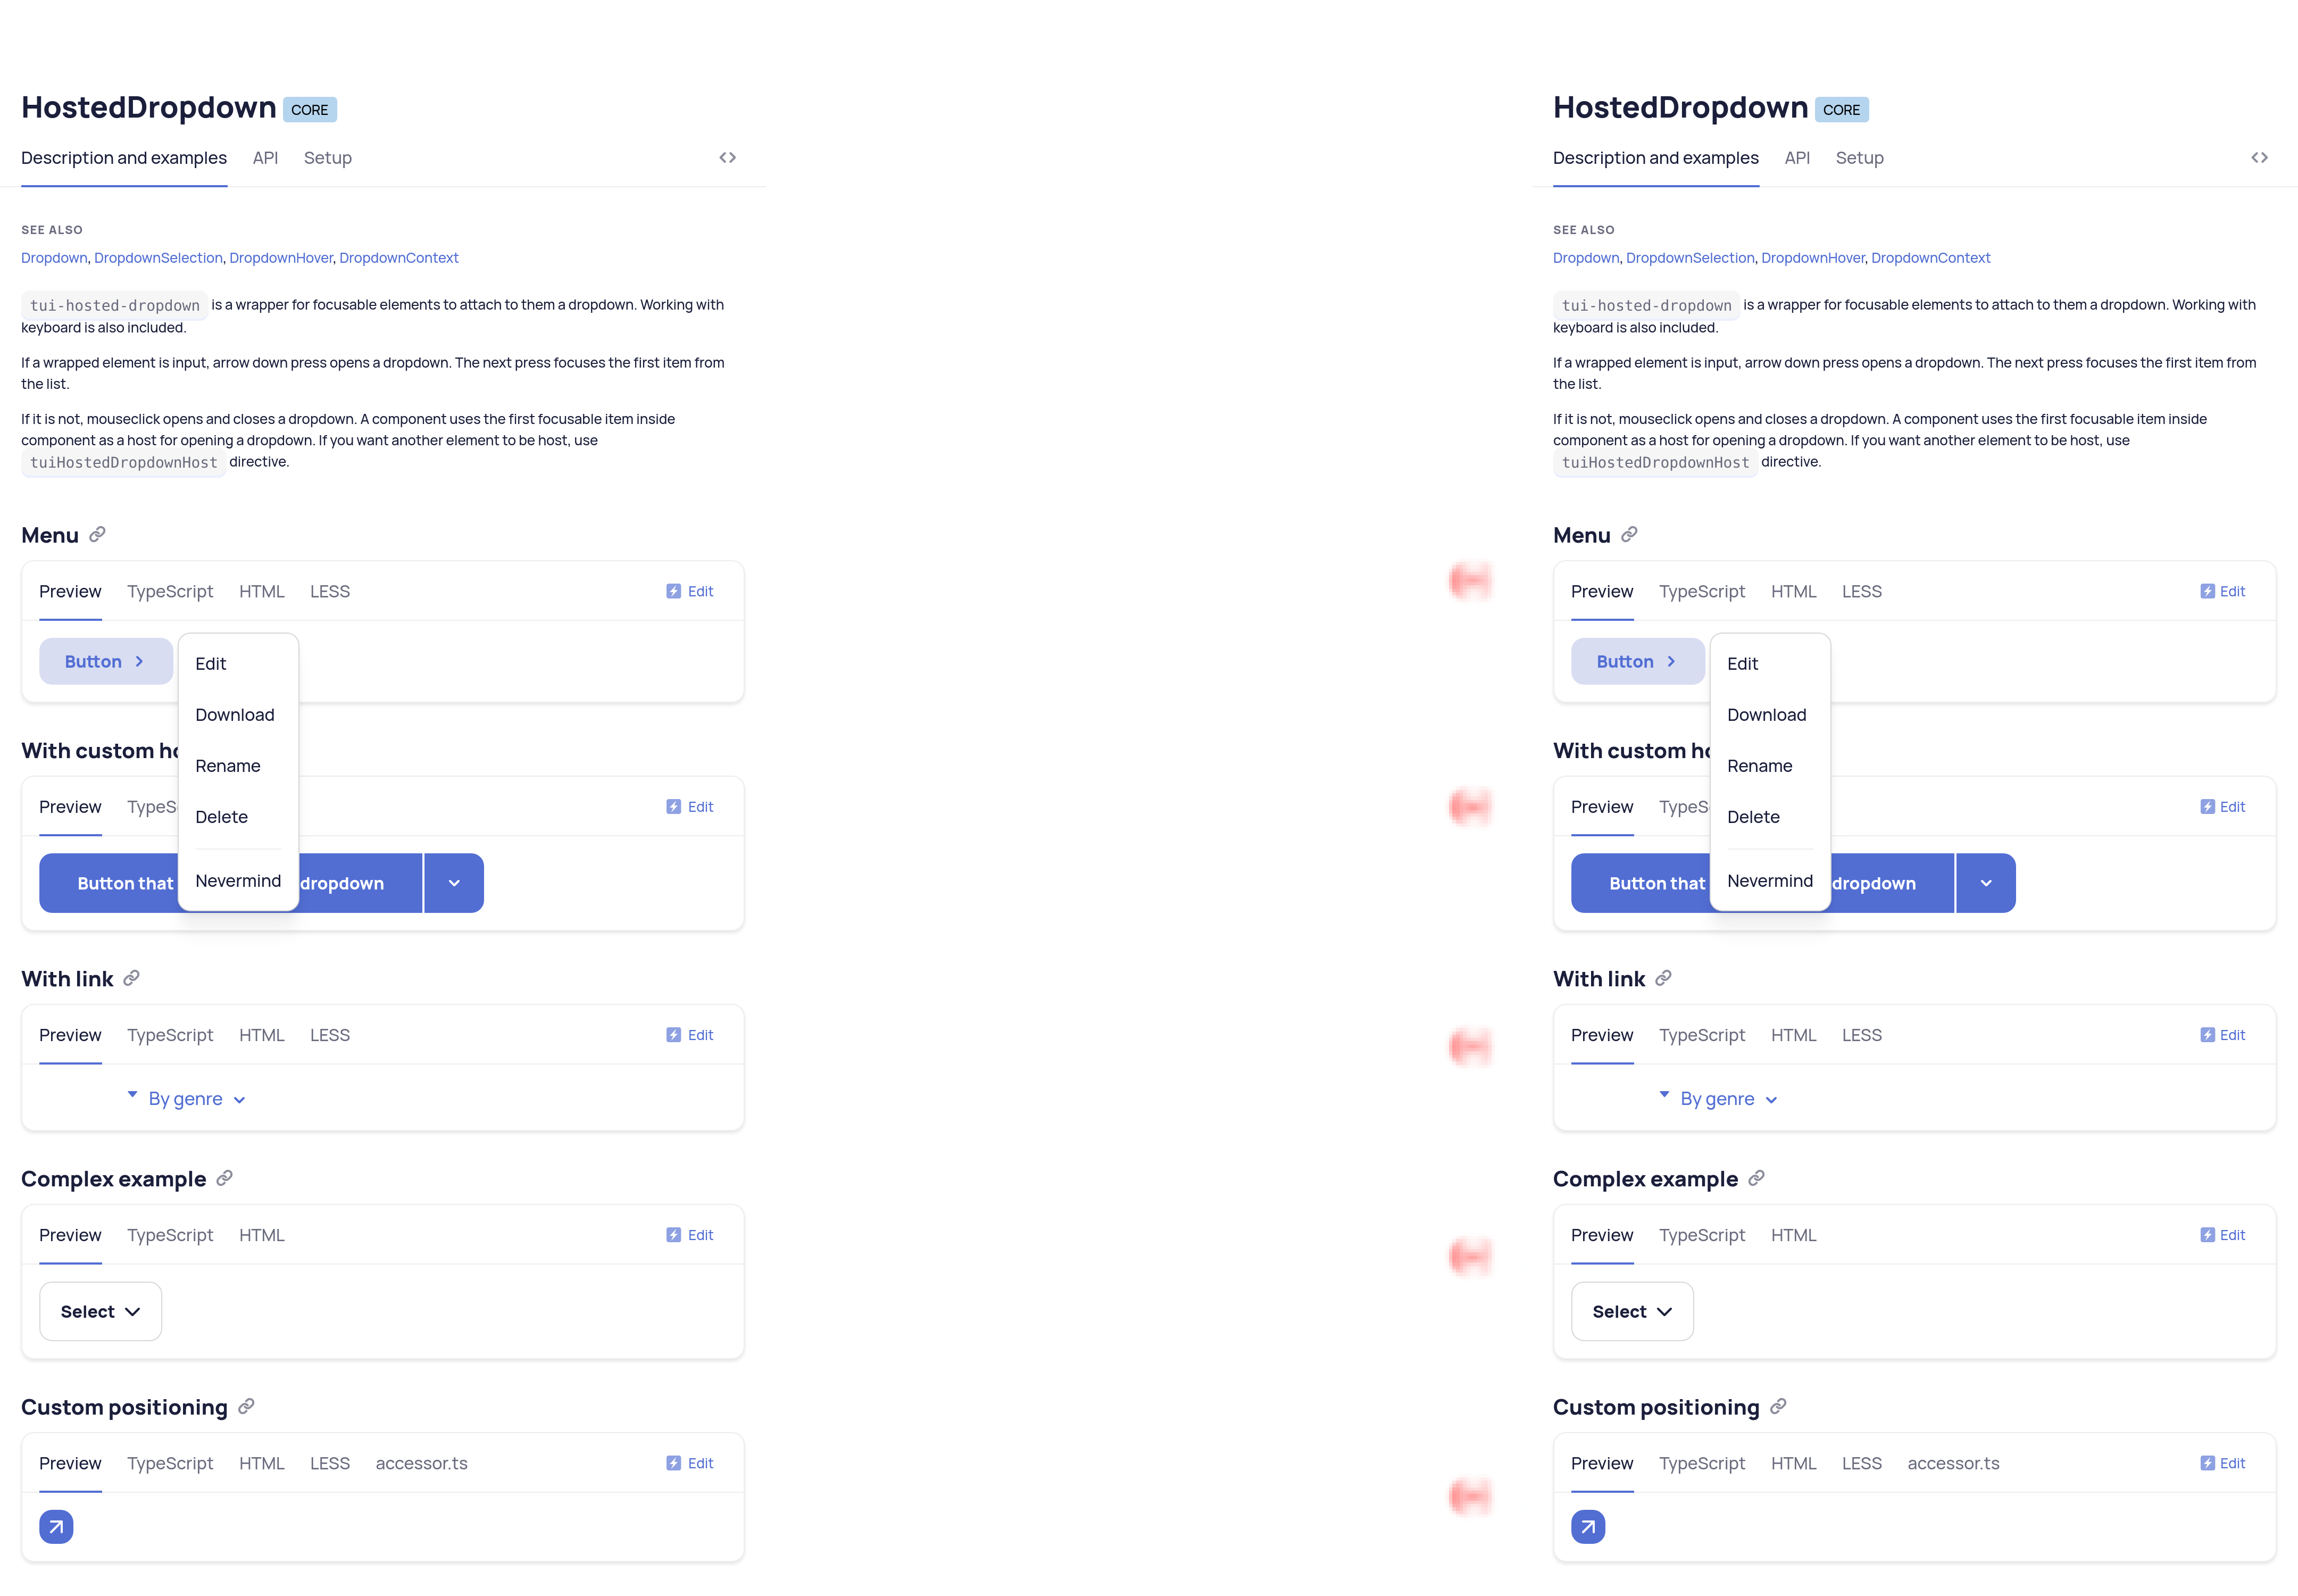 HostedDropdown CORE
Description and examples API Setup
SEE ALSO
Dropdown, DropdownSelection, DropdownHover, DropdownContext
tui-hosted-dropdown is a wrapper for focusable elements to attach to them a dropdown. Working with
keyboard is also included.
If a wrapped element is input, arrow down press opens a dropdown. The next press focuses the first item from
the list.
If it is not, mouseclick opens and closes a dropdown. A component uses the first focusable item inside
component as a host for opening a dropdown. If you want another element to be host, use
tuiHostedDropdownHost directive.
Menu
Preview TypeScript HTML LESS Edit
Button
Edit
Download
Rename
Delete
Nevermind
With custom
Preview TypeS Edit
Button that dropdown
With link
Preview TypeScript HTML LESS Edit
By genre
Complex example
Preview TypeScript HTML Edit
Select
Custom positioning
Preview TypeScript HTML LESS accessor.ts Edit
HostedDropdown CORE
Description and examples API Setup
SEE ALSO
Dropdown, DropdownSelection, DropdownHover, DropdownContext
tui-hosted-dropdown is a wrapper for focusable elements to attach to them a dropdown. Working with
keyboard is also included.
If a wrapped element is input, arrow down press opens a dropdown. The next press focuses the first item from
the list.
If it is not, mouseclick opens and closes a dropdown. A component uses the first focusable item inside
component as a host for opening a dropdown. If you want another element to be host, use
tuiHostedDropdownHost directive.
Menu
Preview TypeScript HTML LESS Edit
Button
Edit
Download
Rename
Delete
Nevermind
With custom
Preview TypeS Edit
Button that dropdown
With link
Preview TypeScript HTML LESS Edit
By genre
Complex example
Preview TypeScript HTML Edit
Select
Custom positioning
Preview TypeScript HTML LESS accessor.ts Edit